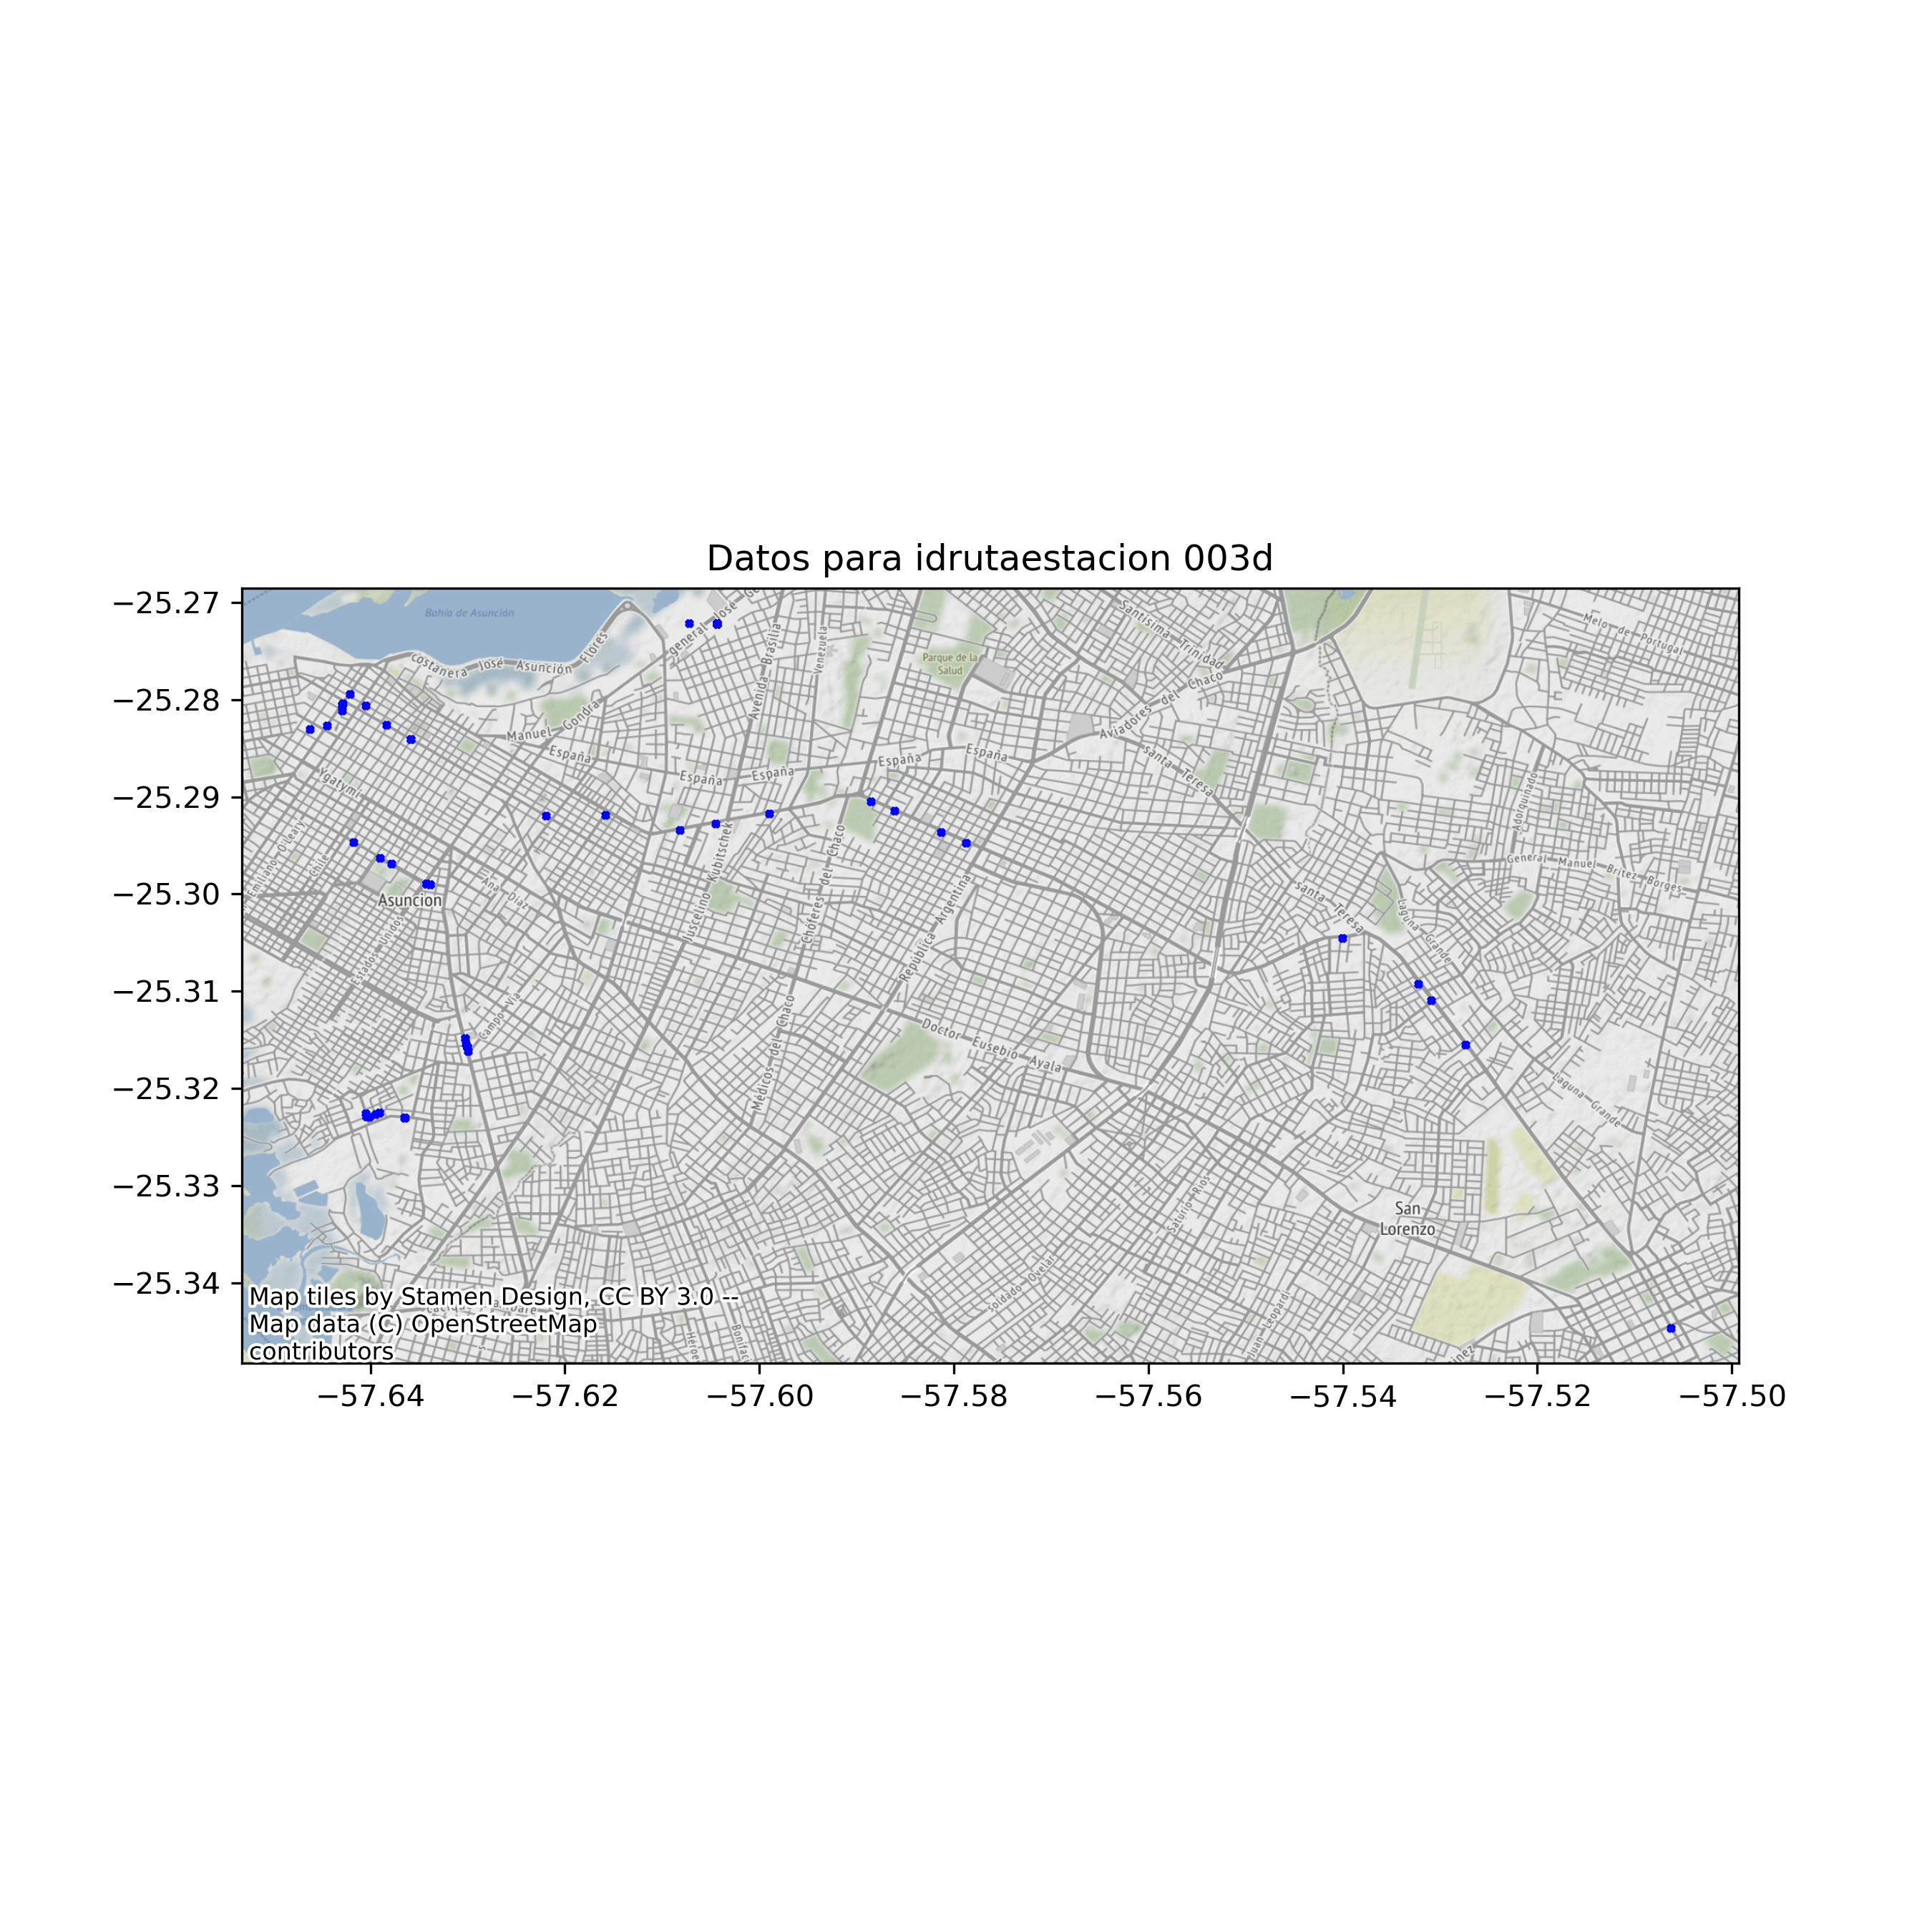 Datos para idrutaestacion 003d
−25.27
−25.28
−25.29
−25.30
−25.31
−25.32
−25.33
−25.34
−57.64
−57.62
−57.60
−57.58
−57.56
−57.54
−57.52
−57.50
Bahía de Asunción
Costanera José Asunción Flores
general José
Avenida Brasilia
Venezuela
Parque de la
Salud
Santísima Trinidad
Aviadores del Chaco
Melo de Portugal
Manuel Gondra
España
España
España
España
España
Santa Teresa
Ygatymí
Chile
Juscelino Kubitschek
Chóferes del Chaco
República Argentina
Adorquinado
General Manuel Britez Borges
Ana Díaz
Asuncion
Estados Unidos
Santa Teresa
Laguna Grande
Campo Vía
Médicos del Chaco
Doctor Eusebio Ayala
Laguna Grande
Saturio Ríos
San
Lorenzo
Soldado Ovelar
Juan Leopardi
Map tiles by Stamen Design, CC BY 3.0 --
Map data (C) OpenStreetMap
contributors